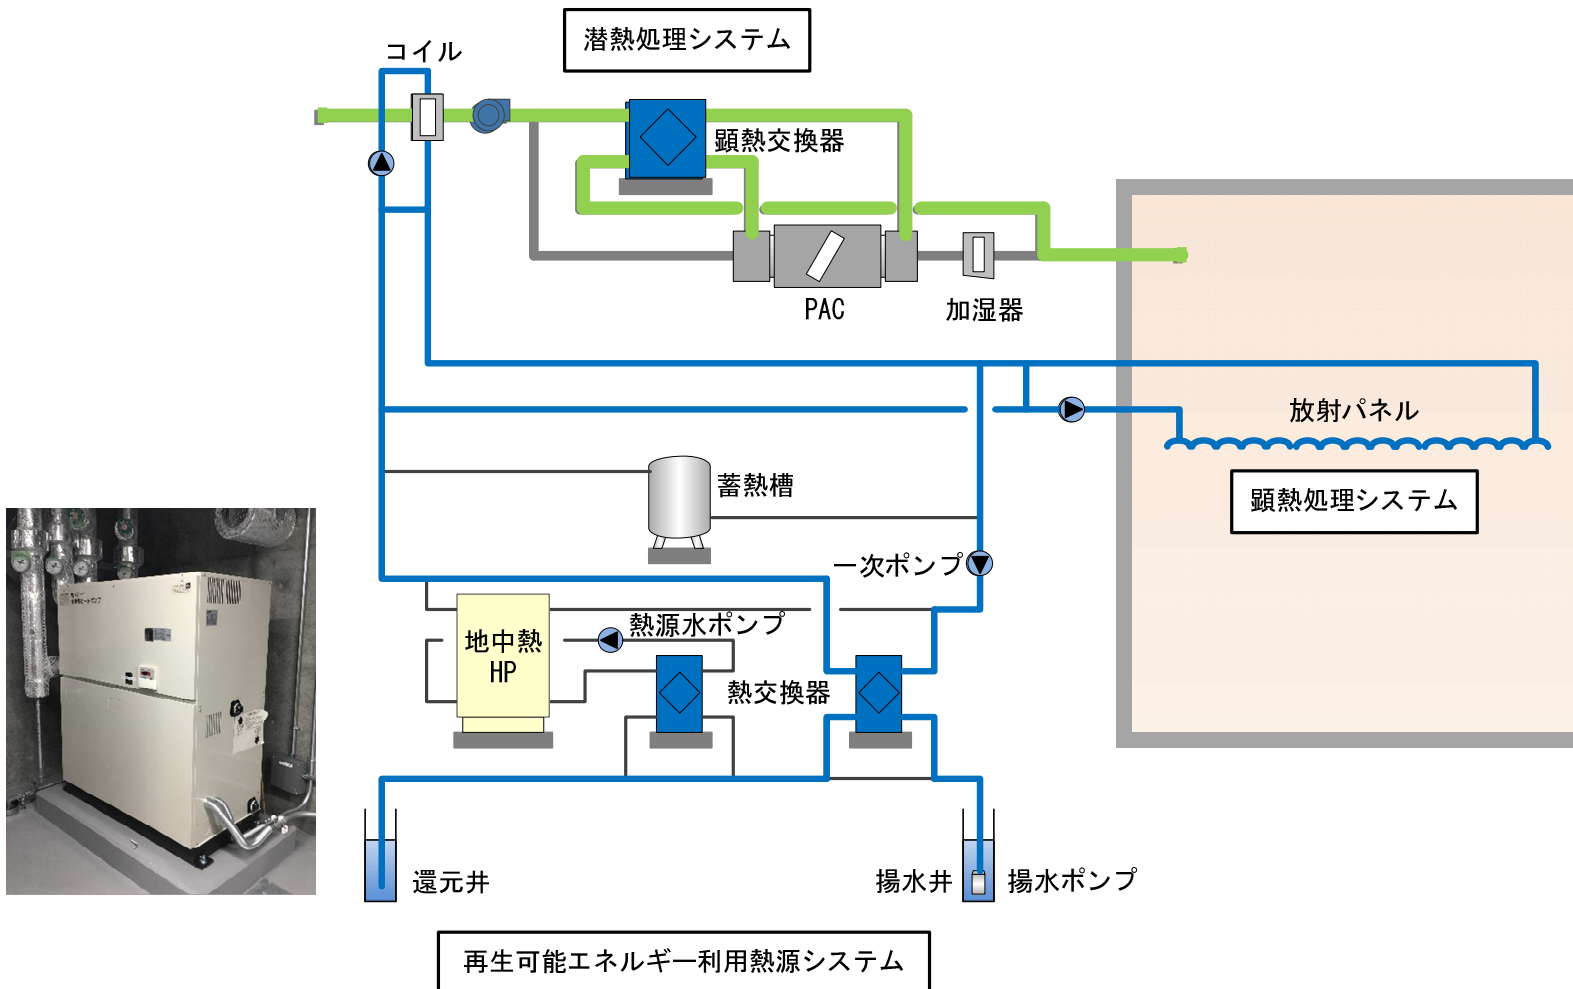 潜熱処理システム
コイル
顕熱交換器
PAC
加湿器
放射パネル
顕熱処理システム
蓄熱槽
一次ポンプ
地中熱
HP
熱源水ポンプ
熱交換器
還元井
揚水井
揚水ポンプ
再生可能エネルギー利用熱源システム